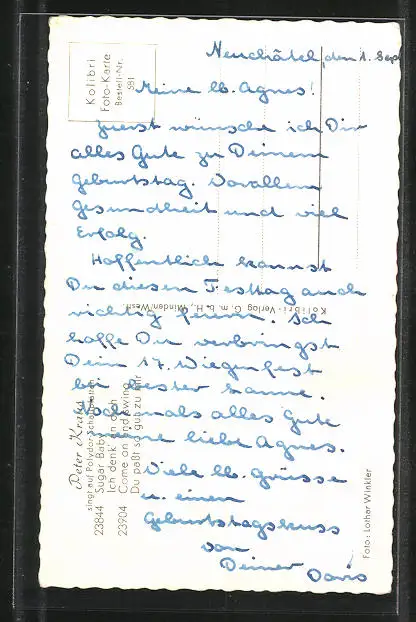 Neuchâtel, den 1. Sep
Meine lb. Agnes!
Zuerst wünsche ich Dir
alles Gute zu Deinem
Geburtstag. Vorallem
Gesundheit und viel
Erfolg.
Hoffentlich kannst
Du diesen Festtag auch
richtig feiern. Ich
hoffe Du verbringst
Dein 17. Wiegenfest
bei bester Laune.
Nochmals alles Gute
meine liebe Agnes.
Viele lb. Grüsse
u. einen
Geburtstagskuss
von
Deiner
Doris
Kolibri
Foto-Karte
Bestell-Nr.
981
Kolibri-Verlag G.m.b.H., Minden/Westf.
Peter Kraus
singt auf Polydor-Schallplatten
23844 Sugar Baby
Ich denk' an dich
23904 Come on and swing
Du paßt so gut zu mir
Foto: Lothar Winkler